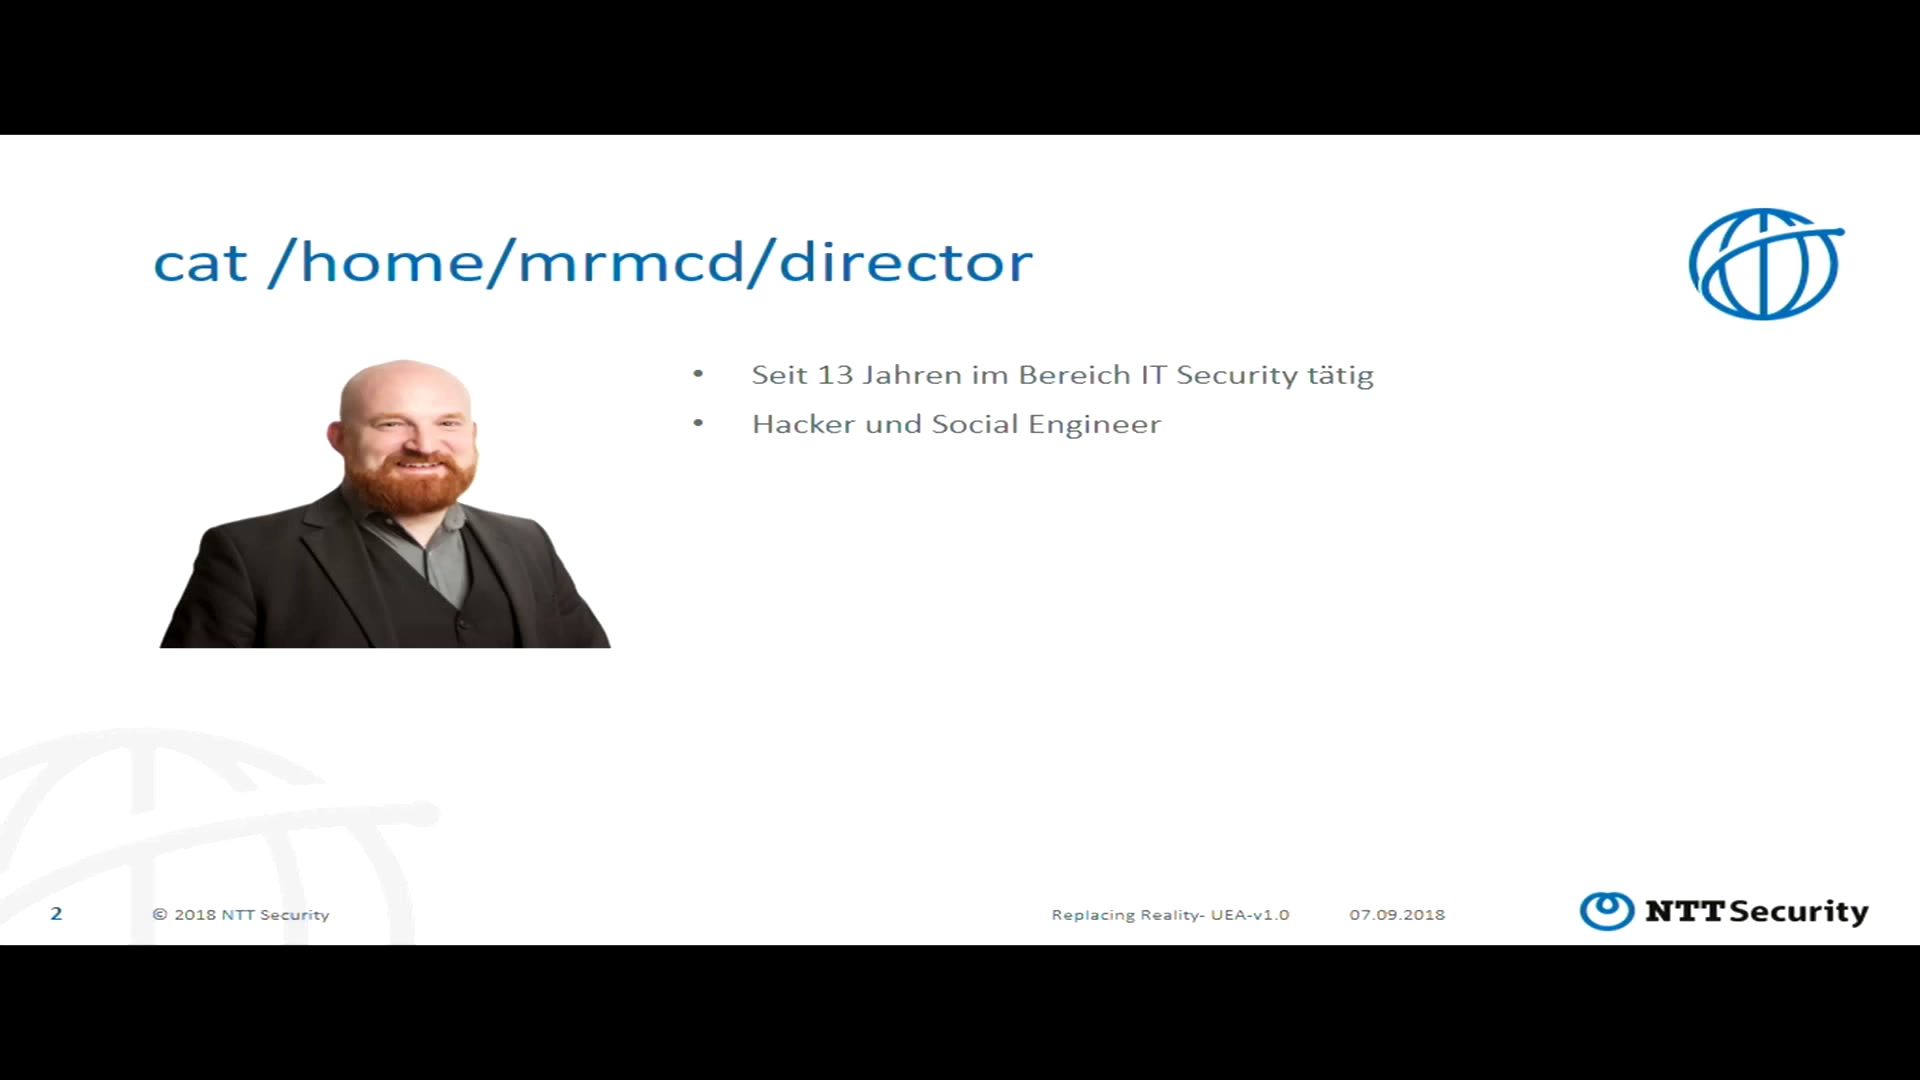 cat /home/mrmcd/director
• Seit 13 Jahren im Bereich IT Security tätig
• Hacker und Social Engineer
2
© 2018 NTT Security
Replacing Reality- UEA-v1.0
07.09.2018
NTT Security